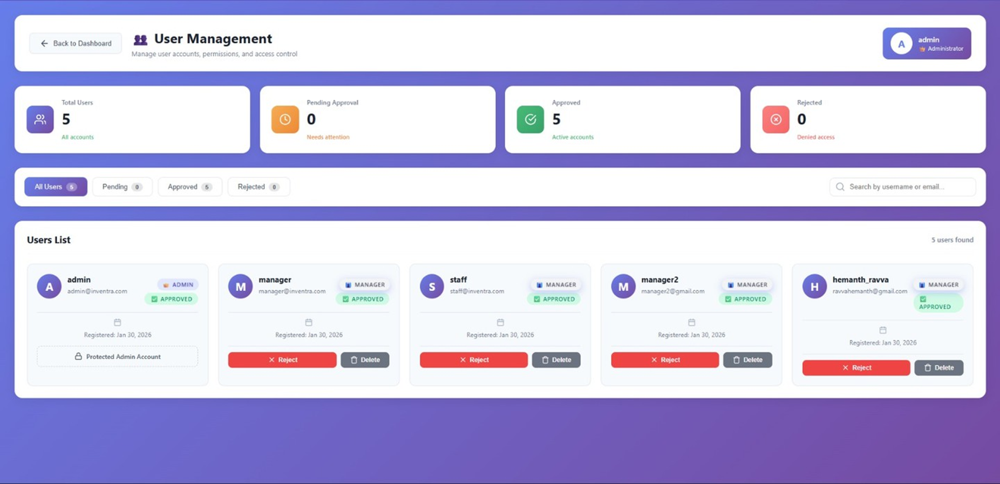 Back to Dashboard
User Management
Manage user accounts, permissions, and access control
A
admin
Administrator
Total Users
5
All accounts
Pending Approval
0
Needs attention
Approved
5
Active accounts
Rejected
0
Denied access
All Users 5
Pending 0
Approved 5
Rejected 0
Search by username or email...
Users List
5 users found
A
admin
admin@inventra.com
ADMIN
APPROVED
Registered: Jan 30, 2026
Protected Admin Account
M
manager
manager@inventra.com
MANAGER
APPROVED
Registered: Jan 30, 2026
Reject
Delete
S
staff
staff@inventra.com
MANAGER
APPROVED
Registered: Jan 30, 2026
Reject
Delete
M
manager2
manager2@gmail.com
MANAGER
APPROVED
Registered: Jan 30, 2026
Reject
Delete
H
hemanth_ravva
ravvahemanth@gmail.com
MANAGER
APPROVED
Registered: Jan 30, 2026
Reject
Delete